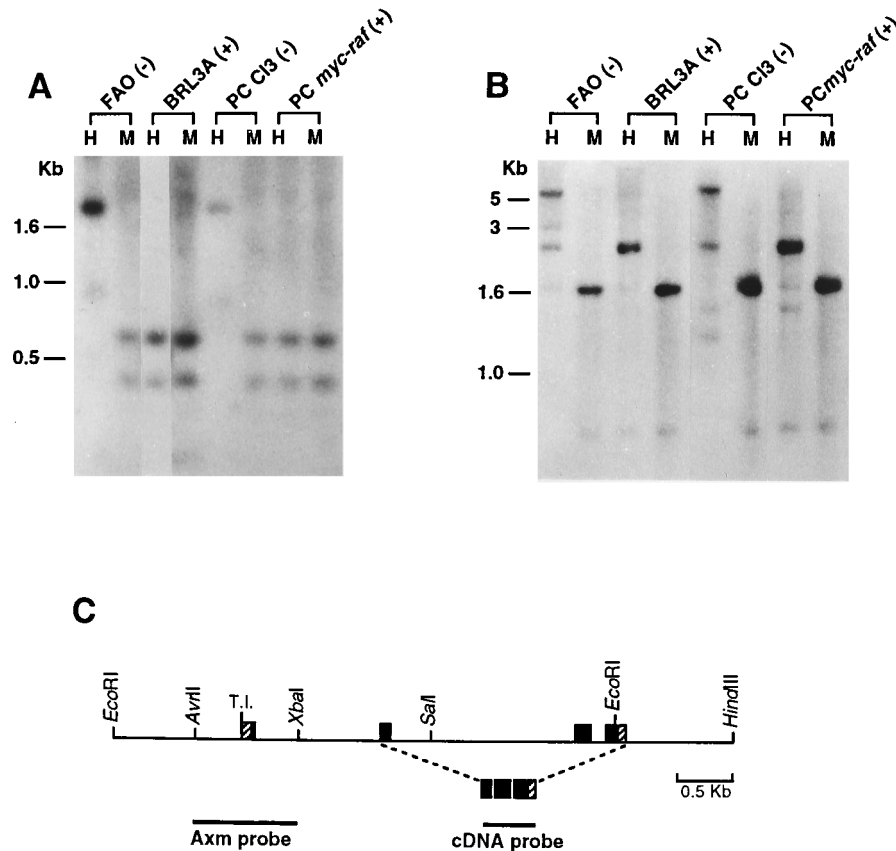 A
FAO (-) BRL3A (+) PC Cl3 (-) PC myc-raf (+)
H M H M H M H M
Kb
1.6
1.0
0.5
B
FAO (-) BRL3A (+) PC Cl3 (-) PC myc-raf (+)
H M H M H M H M
Kb
5
3
1.6
1.0
C
EcoRI AvrII T.I. XbaI SalI EcoRI HindIII
0.5 Kb
Axm probe cDNA probe